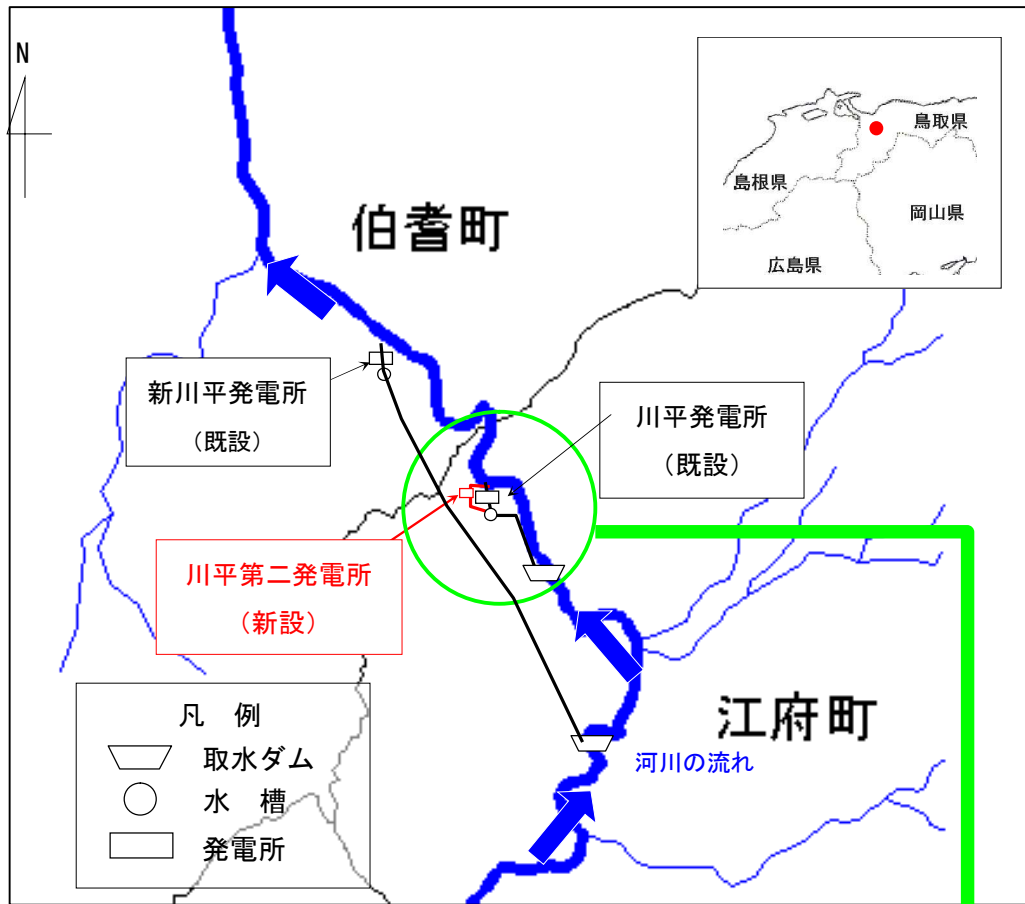 N
鳥取県
島根県
岡山県
広島県
伯耆町
新川平発電所
(既設)
川平発電所
(既設)
川平第二発電所
(新設)
江府町
河川の流れ
凡 例
取水ダム
水 槽
発電所